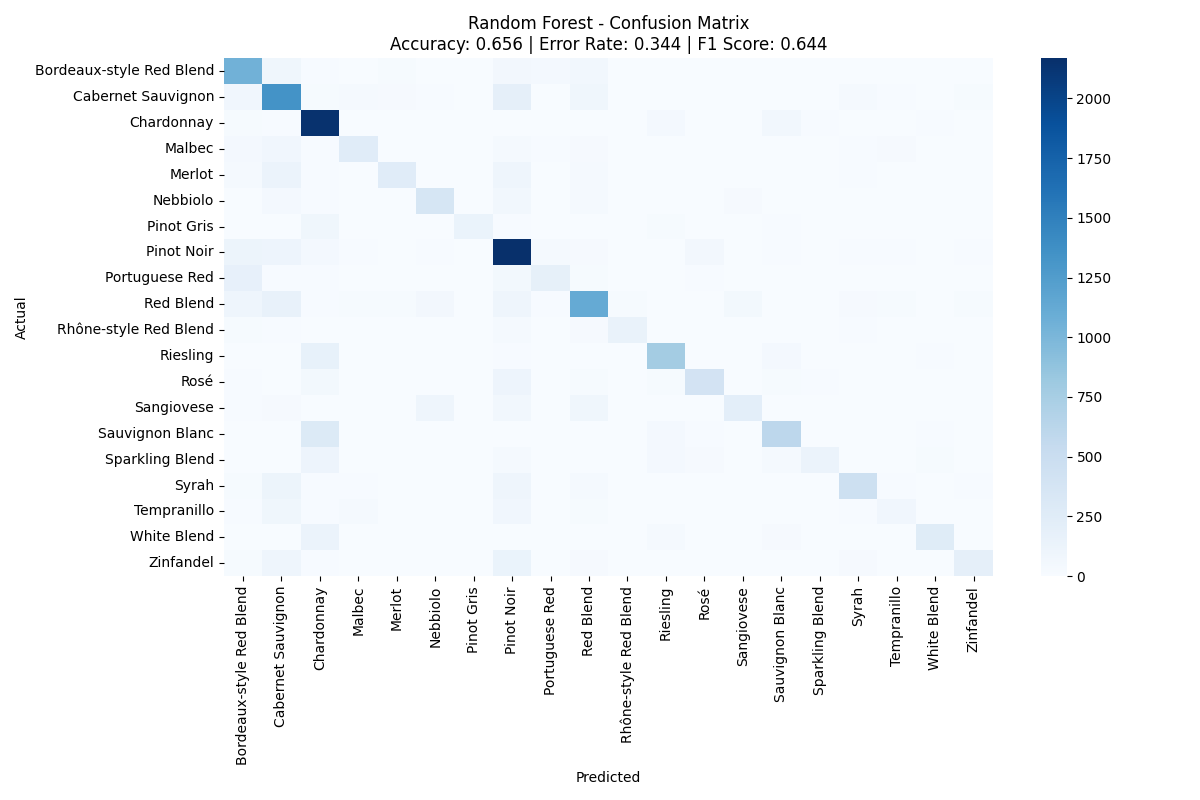 Random Forest - Confusion Matrix
Accuracy: 0.656 | Error Rate: 0.344 | F1 Score: 0.644
Actual
Bordeaux-style Red Blend
Cabernet Sauvignon
Chardonnay
Malbec
Merlot
Nebbiolo
Pinot Gris
Pinot Noir
Portuguese Red
Red Blend
Rhône-style Red Blend
Riesling
Rosé
Sangiovese
Sauvignon Blanc
Sparkling Blend
Syrah
Tempranillo
White Blend
Zinfandel
Bordeaux-style Red Blend
Cabernet Sauvignon
Chardonnay
Malbec
Merlot
Nebbiolo
Pinot Gris
Pinot Noir
Portuguese Red
Red Blend
Rhône-style Red Blend
Riesling
Rosé
Sangiovese
Sauvignon Blanc
Sparkling Blend
Syrah
Tempranillo
White Blend
Zinfandel
Predicted
2000
1750
1500
1250
1000
750
500
250
0